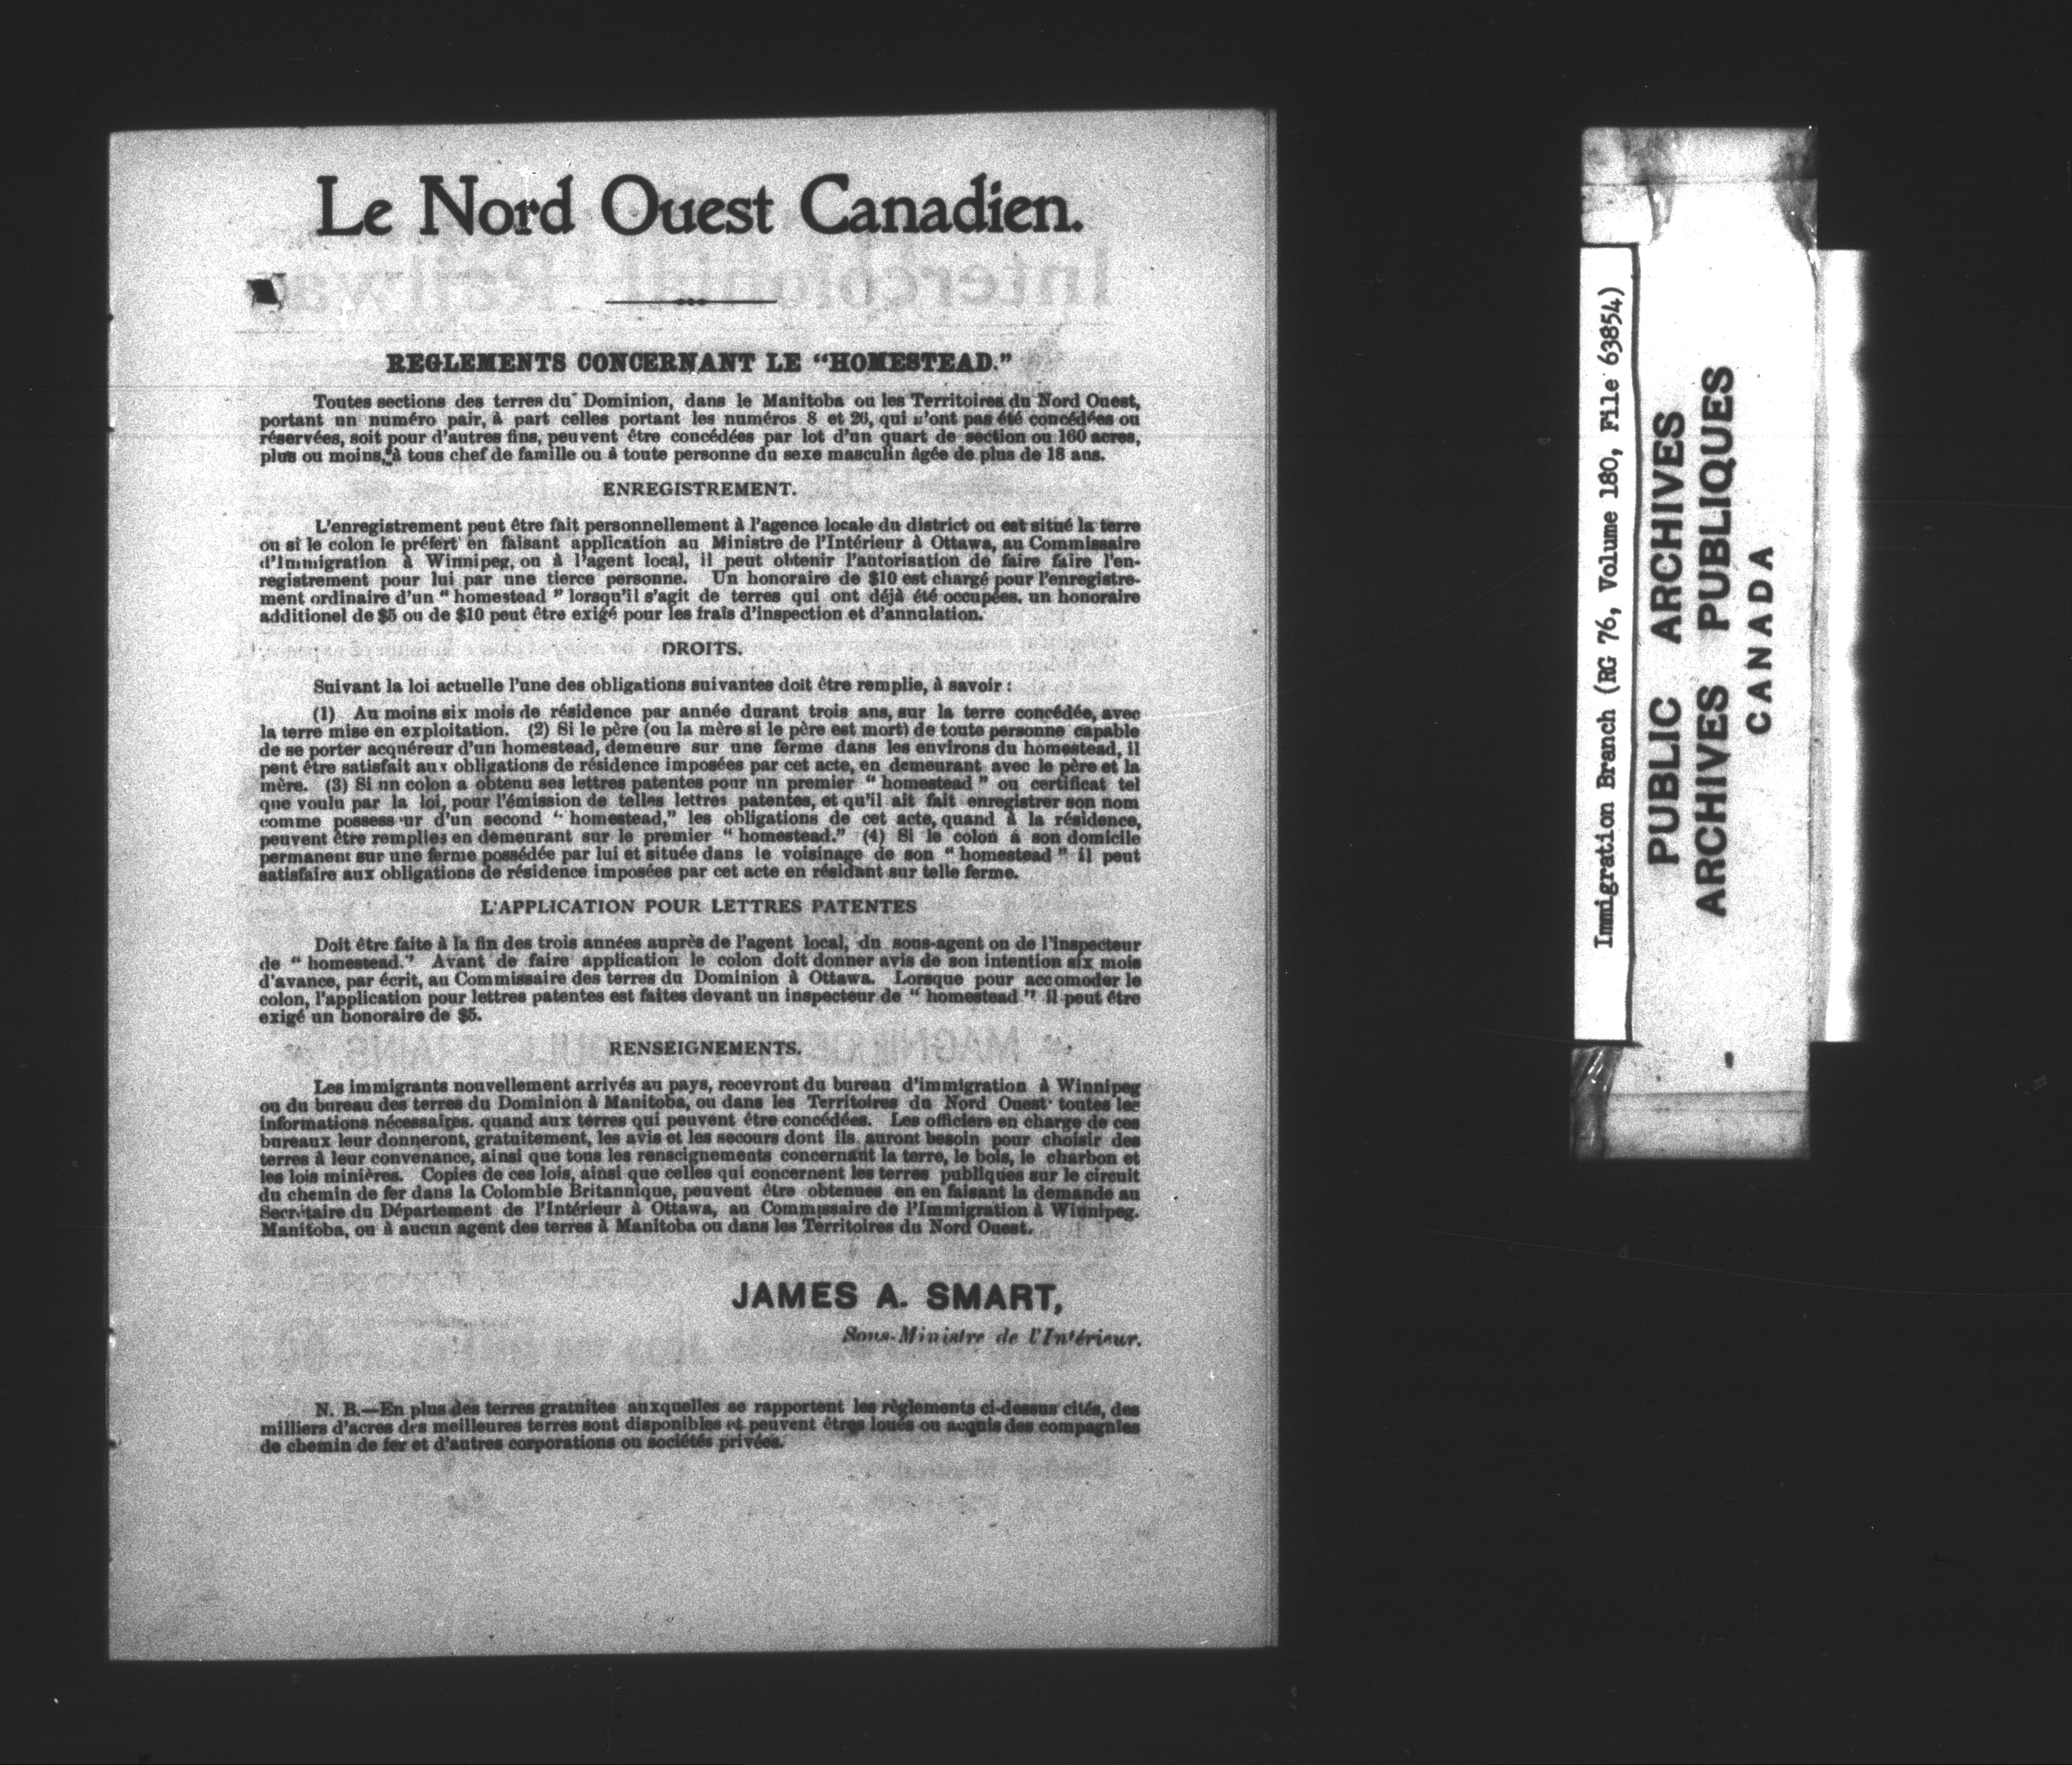 Le Nord Ouest Canadien.
REGLEMENTS CONCERNANT LE "HOMESTEAD."
Toutes sections des terres du Dominion, dans le Manitoba ou les Territoires du Nord Ouest,
portant un numéro pair, à part celles portant les numéros 8 et 26, qui n'ont pas été concédées ou
réservées, soit pour d'autres fins, peuvent être concédées par lot d'un quart de section ou 160 acres,
plus ou moins, à tous chef de famille ou à toute personne du sexe masculin âgée de plus de 18 ans.
ENREGISTREMENT.
L'enregistrement peut être fait personnellement à l'agence locale du district ou est situé la terre
ou si le colon le préfert en faisant application au Ministre de l'Intérieur à Ottawa, au Commissaire
d'Immigration à Winnipeg, ou à l'agent local, il peut obtenir l'autorisation de faire faire l'en-
registrement pour lui par une tierce personne. Un honoraire de $10 est chargé pour l'enregistre-
ment ordinaire d'un "homestead" lorsqu'il s'agit de terres qui ont déjà été occupées, un honoraire
additionel de $5 ou de $10 peut être exigé pour les frais d'inspection et d'annulation.
DROITS.
Suivant la loi actuelle l'une des obligations suivantes doit être remplie, à savoir :
(1) Au moins six mois de résidence par année durant trois ans, sur la terre concédée, avec
la terre mise en exploitation. (2) Si le père (ou la mère si le père est mort) de toute personne capable
de se porter acquéreur d'un homestead, demeure sur une ferme dans les environs du homestead, il
peut être satisfait aux obligations de résidence imposées par cet acte, en demeurant avec le père et la
mère. (3) Si un colon a obtenu ses lettres patentes pour un premier "homestead" ou certificat tel
que voulu par la loi, pour l'émission de telles lettres patentes, et qu'il ait fait enregistrer son nom
comme possesseur d'un second "homestead," les obligations de cet acte, quand à la résidence,
peuvent être remplies en demeurant sur le premier "homestead." (4) Si le colon a son domicile
permanent sur une ferme possédée par lui et située dans le voisinage de son "homestead" il peut
satisfaire aux obligations de résidence imposées par cet acte en résidant sur telle ferme.
L'APPLICATION POUR LETTRES PATENTES
Doit être faite à la fin des trois années auprès de l'agent local, du sous-agent ou de l'inspecteur
de "homestead." Avant de faire application le colon doit donner avis de son intention six mois
d'avance, par écrit, au Commissaire des terres du Dominion à Ottawa. Lorsque pour accomoder le
colon, l'application pour lettres patentes est faites devant un inspecteur de "homestead" il peut être
exigé un honoraire de $5.
RENSEIGNEMENTS.
Les immigrants nouvellement arrivés au pays, recevront du bureau d'immigration à Winnipeg
ou du bureau des terres du Dominion à Manitoba, ou dans les Territoires du Nord Ouest toutes les
informations nécessaires, quand aux terres qui peuvent être concédées. Les officiers en charge de ces
bureaux leur donneront, gratuitement, les avis et les secours dont ils auront besoin pour choisir des
terres à leur convenance, ainsi que tous les renseignements concernant la terre, le bois, le charbon et
les lois minières. Copies de ces lois, ainsi que celles qui concernent les terres publiques sur le circuit
du chemin de fer dans la Colombie Britannique, peuvent être obtenues en en faisant la demande au
Secrétaire du Département de l'Intérieur à Ottawa, au Commissaire de l'Immigration à Winnipeg.
Manitoba, ou à aucun agent des terres à Manitoba ou dans les Territoires du Nord Ouest.
JAMES A. SMART,
Sous-Ministre de l'Intérieur.
N. B.—En plus des terres gratuites auxquelles se rapportent les règlements ci-dessus cités, des
milliers d'acres des meilleures terres sont disponibles et peuvent êtres loués ou acquis des compagnies
de chemin de fer et d'autres corporations ou sociétés privées.
Immigration Branch (RG 76, Volume 180, File 63854)
PUBLIC ARCHIVES
ARCHIVES PUBLIQUES
CANADA